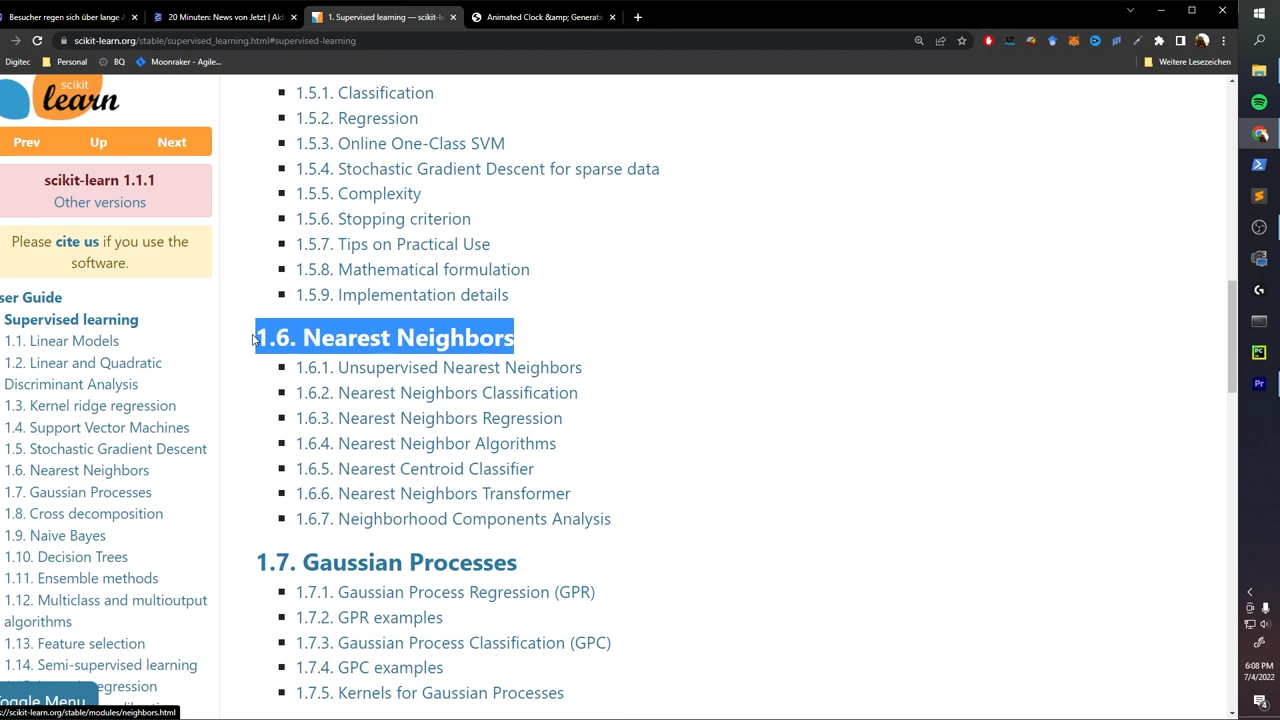 Besucher regen sich über lange
20 Minuten: News von Jetzt | Ak
1. Supervised learning — scikit-
Animated Clock &amp; Generati
scikit-learn.org/stable/supervised_learning.html#supervised-learning
Digitec
Personal
BQ
Moonraker - Agile...
Weitere Lesezeichen
scikit
learn
Prev
Up
Next
scikit-learn 1.1.1
Other versions
Please cite us if you use the
software.
ser Guide
Supervised learning
1.1. Linear Models
1.2. Linear and Quadratic
Discriminant Analysis
1.3. Kernel ridge regression
1.4. Support Vector Machines
1.5. Stochastic Gradient Descent
1.6. Nearest Neighbors
1.7. Gaussian Processes
1.8. Cross decomposition
1.9. Naive Bayes
1.10. Decision Trees
1.11. Ensemble methods
1.12. Multiclass and multioutput
algorithms
1.13. Feature selection
1.14. Semi-supervised learning
egression
oggle Menu
s://scikit-learn.org/stable/modules/neighbors.html
1.5.1. Classification
1.5.2. Regression
1.5.3. Online One-Class SVM
1.5.4. Stochastic Gradient Descent for sparse data
1.5.5. Complexity
1.5.6. Stopping criterion
1.5.7. Tips on Practical Use
1.5.8. Mathematical formulation
1.5.9. Implementation details
1.6. Nearest Neighbors
1.6.1. Unsupervised Nearest Neighbors
1.6.2. Nearest Neighbors Classification
1.6.3. Nearest Neighbors Regression
1.6.4. Nearest Neighbor Algorithms
1.6.5. Nearest Centroid Classifier
1.6.6. Nearest Neighbors Transformer
1.6.7. Neighborhood Components Analysis
1.7. Gaussian Processes
1.7.1. Gaussian Process Regression (GPR)
1.7.2. GPR examples
1.7.3. Gaussian Process Classification (GPC)
1.7.4. GPC examples
1.7.5. Kernels for Gaussian Processes
Pr
6:08 PM
7/4/2022
4